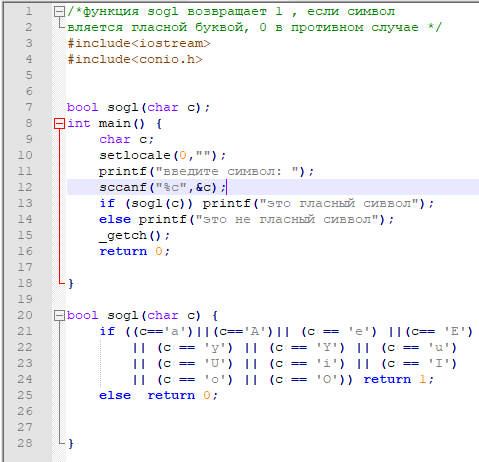 1 /*функция sogl возвращает 1 , если символ
2 вляется гласной буквой, 0 в противном случае */
3 #include<iostream>
4 #include<conio.h>
5
6
7 bool sogl(char c);
8 int main() {
9 char c;
10 setlocale(0,"");
11 printf("введите символ: ");
12 sccanf("%c",&c);
13 if (sogl(c)) printf("это гласный сиввол");
14 else printf("это не гласный сиввол");
15 _getch();
16 return 0;
17
18 }
19
20 bool sogl(char c) {
21 if ((c=='a')||(c=='A')|| (c == 'e') ||(c== 'E')
22 || (c == 'y') || (c == 'Y') || (c == 'u')
23 || (c == 'U') || (c == 'i') || (c == 'I')
24 || (c == 'o') || (c == 'O')) return 1;
25 else return 0;
26
27
28 }